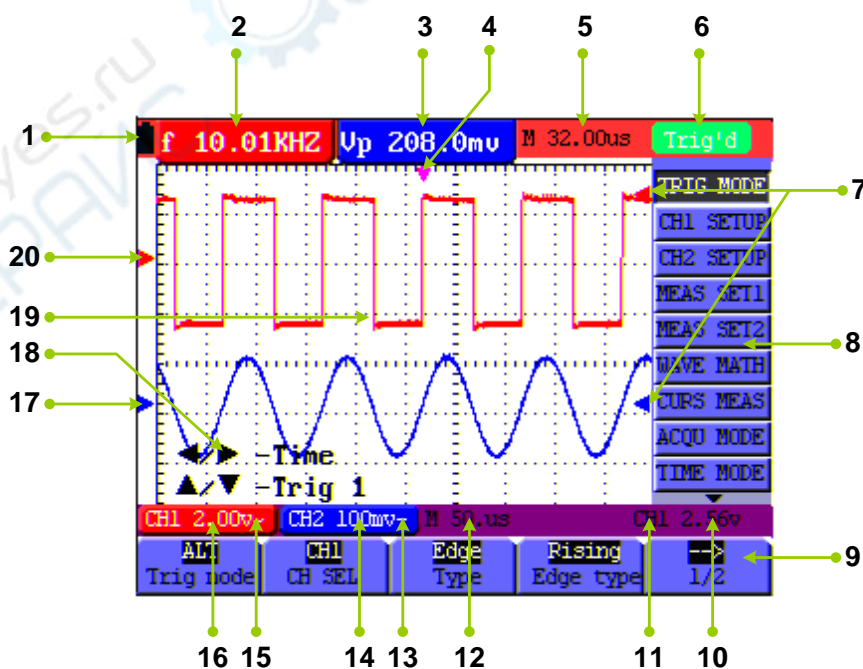 2 3 4 5 6
1
f 10.01KHZ Vp 208.0mv M 32.00us Trig'd
TRIG MODE
7
CH1 SETUP
20
CH2 SETUP
MEAS SET1
19
MEAS SET2
18
8
WAVE MATH
17
CURS MEAS
ACQU MODE
◀/▶ -Time
TIME MODE
▲/▼ -Trig 1
CH1 2.00v~ CH2 100mv~ M 50.us CH1 2.56v
ALT CH1 Edge Rising -->
9
Trig mode CH SEL Type Edge type 1/2
16 15 14 13 12 11 10